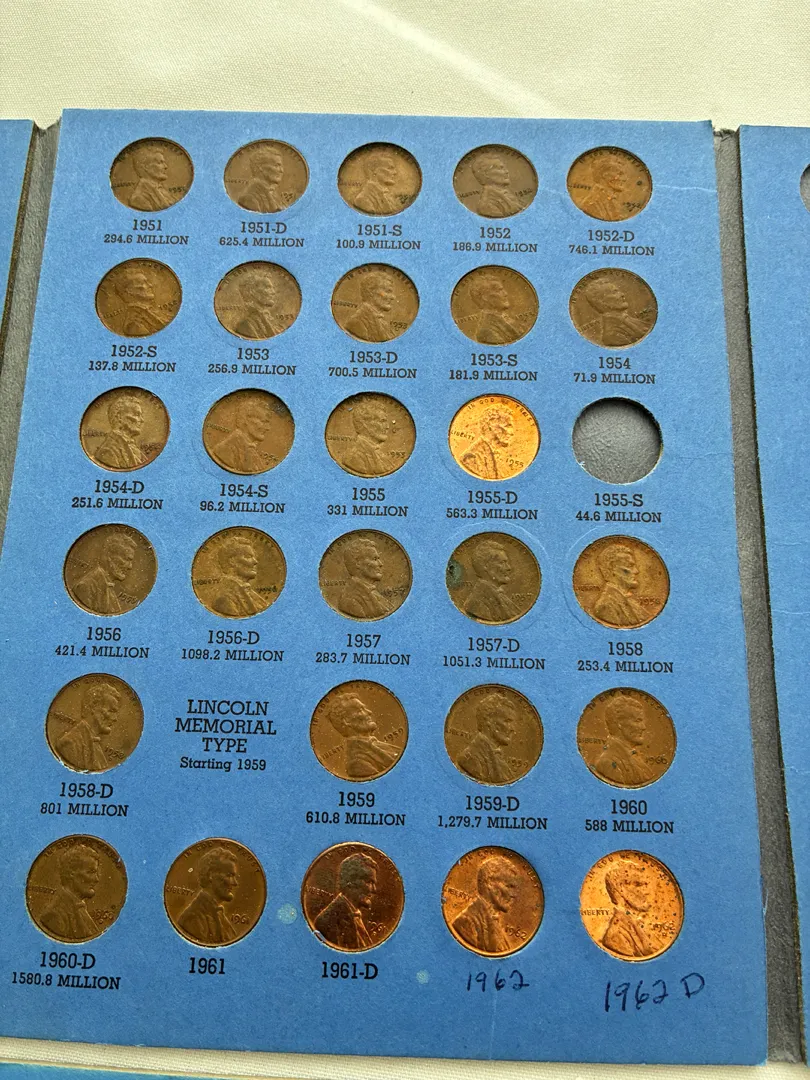 1951
294.6 MILLION
1951-D
625.4 MILLION
1951-S
100.9 MILLION
1952
186.9 MILLION
1952-D
746.1 MILLION
1952-S
137.8 MILLION
1953
256.9 MILLION
1953-D
700.5 MILLION
1953-S
181.9 MILLION
1954
71.9 MILLION
1954-D
251.6 MILLION
1954-S
96.2 MILLION
1955
331 MILLION
1955-D
563.3 MILLION
1955-S
44.6 MILLION
1956
421.4 MILLION
1956-D
1098.2 MILLION
1957
283.7 MILLION
1957-D
1051.3 MILLION
1958
253.4 MILLION
1958-D
801 MILLION
LINCOLN
MEMORIAL
TYPE
Starting 1959
1959
610.8 MILLION
1959-D
1,279.7 MILLION
1960
588 MILLION
1960-D
1580.8 MILLION
1961
1961-D
1962
1962 D